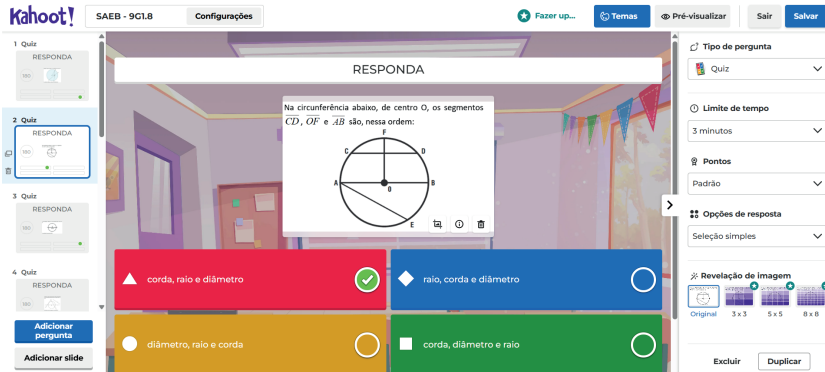 Kahoot!
SAEB - 9G1.8
Configurações
Fazer up...
Temas
Pré-visualizar
Sair
Salvar
1 Quiz
RESPONDA
2 Quiz
RESPONDA
3 Quiz
RESPONDA
4 Quiz
RESPONDA
Adicionar pergunta
Adicionar slide
RESPONDA
Na circunferência abaixo, de centro O, os segmentos
CD, OF e AB são, nessa ordem:
F
C
D
A
O
B
E
corda, raio e diâmetro
raio, corda e diâmetro
diâmetro, raio e corda
corda, diâmetro e raio
Tipo de pergunta
Quiz
Limite de tempo
3 minutos
Pontos
Padrão
Opções de resposta
Seleção simples
Revelação de imagem
Original
3 x 3
5 x 5
8 x 8
Excluir
Duplicar